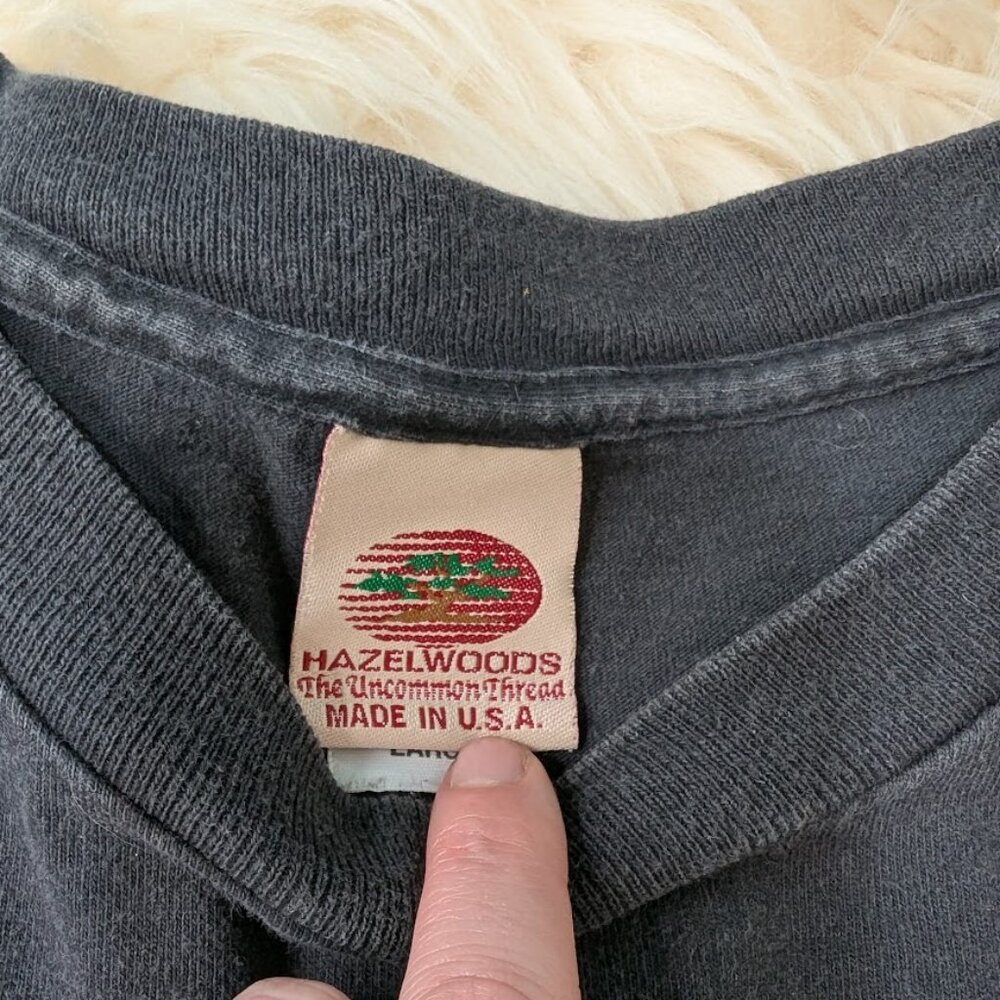 HAZELWOODS
The Uncommon Thread
MADE IN U.S.A.